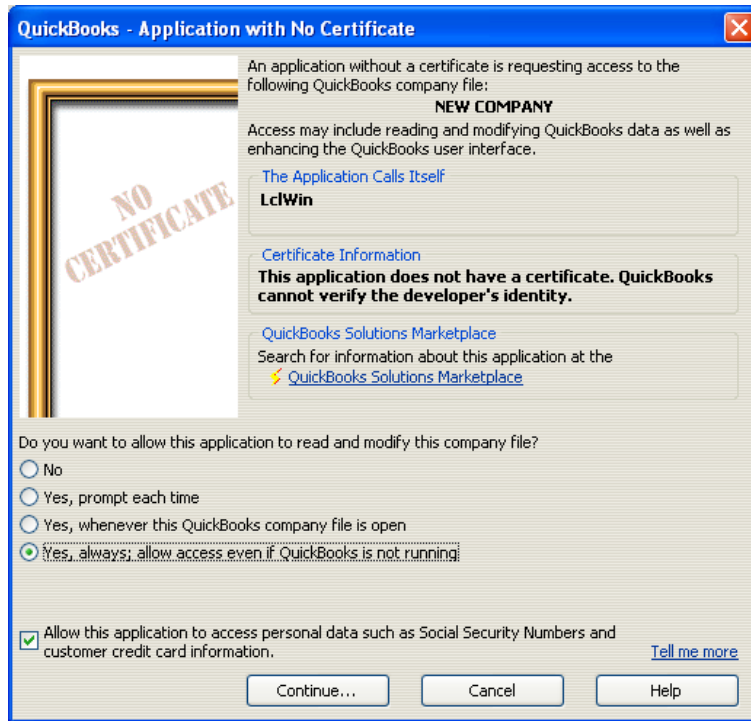 QuickBooks - Application with No Certificate
An application without a certificate is requesting access to the
following QuickBooks company file:
NEW COMPANY
Access may include reading and modifying QuickBooks data as well as
enhancing the QuickBooks user interface.
NO
CERTIFICATE
The Application Calls Itself
LclWin
Certificate Information
This application does not have a certificate. QuickBooks
cannot verify the developer's identity.
QuickBooks Solutions Marketplace
Search for information about this application at the
QuickBooks Solutions Marketplace
Do you want to allow this application to read and modify this company file?
No
Yes, prompt each time
Yes, whenever this QuickBooks company file is open
Yes, always; allow access even if QuickBooks is not running
Allow this application to access personal data such as Social Security Numbers and
customer credit card information.
Tell me more
Continue...
Cancel
Help